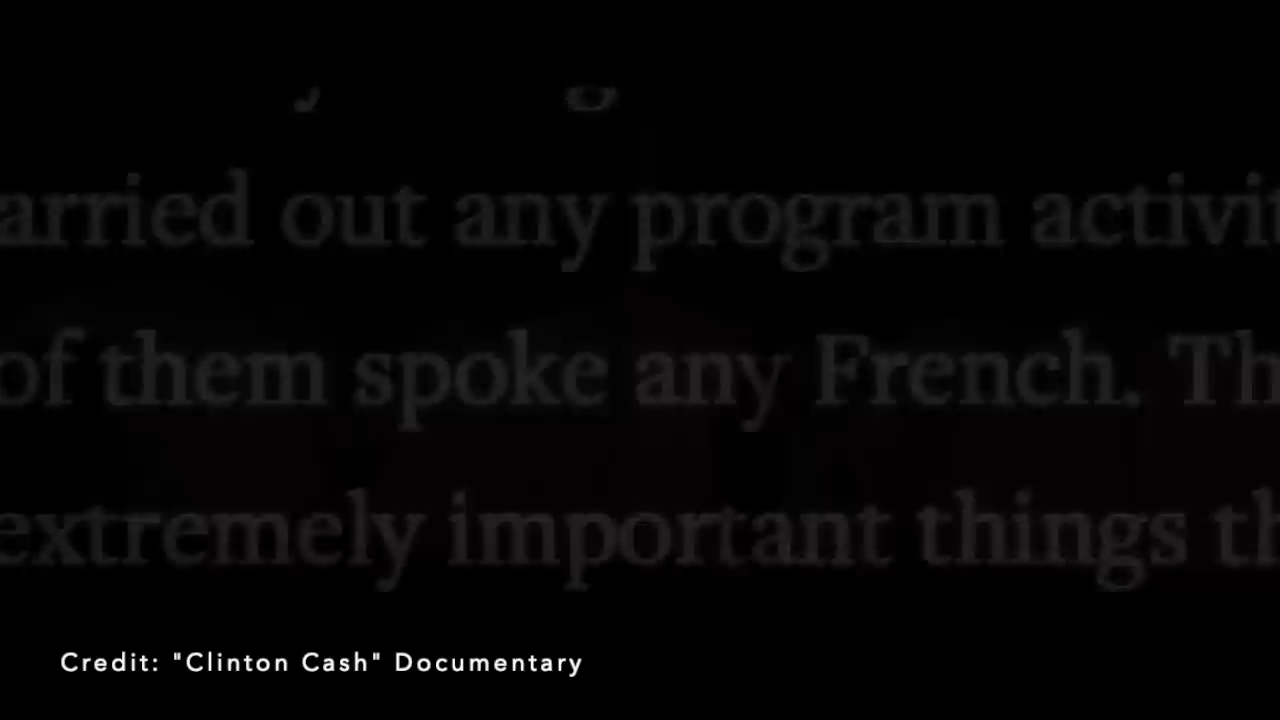 arried out any program activit
of them spoke any French. Th
extremely important things th
Credit: "Clinton Cash" Documentary